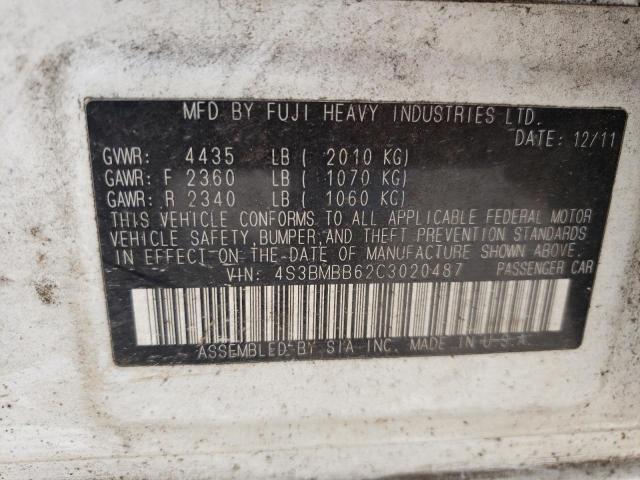 MFD BY FUJI HEAVY INDUSTRIES LTD.
DATE: 12/11
GVWR: 4435 LB ( 2010 KG)
GAWR: F 2360 LB ( 1070 KG)
GAWR: R 2340 LB ( 1060 KG)
THIS VEHICLE CONFORMS TO ALL APPLICABLE FEDERAL MOTOR
VEHICLE SAFETY, BUMPER, AND THEFT PREVENTION STANDARDS
IN EFFECT ON THE DATE OF MANUFACTURE SHOWN ABOVE.
VIN: 4S3BMBB62C3020487 PASSENGER CAR
ASSEMBLED BY SIA INC. MADE IN U.S.A.